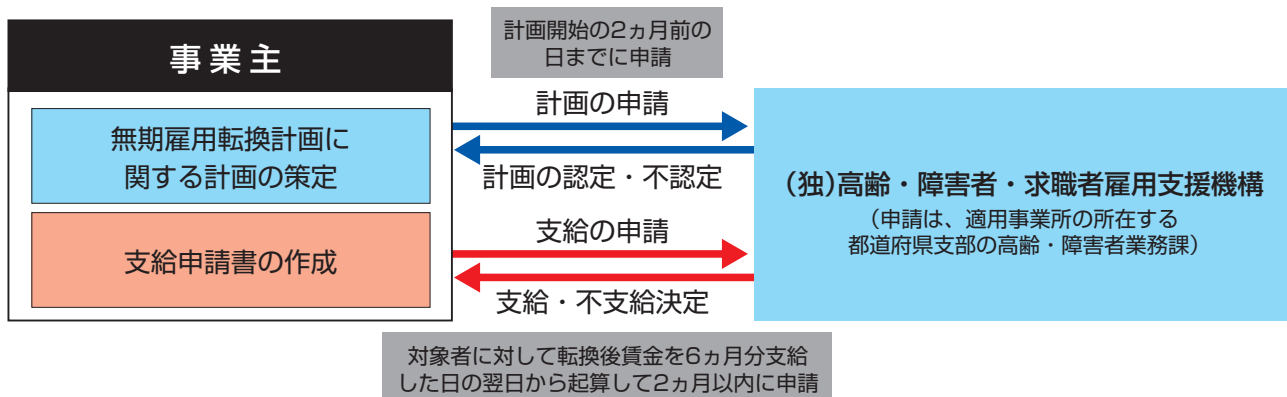 計画開始の2ヵ月前の
日までに申請
事業主
計画の申請
無期雇用転換計画に
関する計画の策定
計画の認定・不認定
支給の申請
支給申請書の作成
支給・不支給決定
(独)高齢・障害者・求職者雇用支援機構
(申請は、適用事業所の所在する
都道府県支部の高齢・障害者業務課)
対象者に対して転換後賃金を6ヵ月分支給
した日の翌日から起算して2ヵ月以内に申請